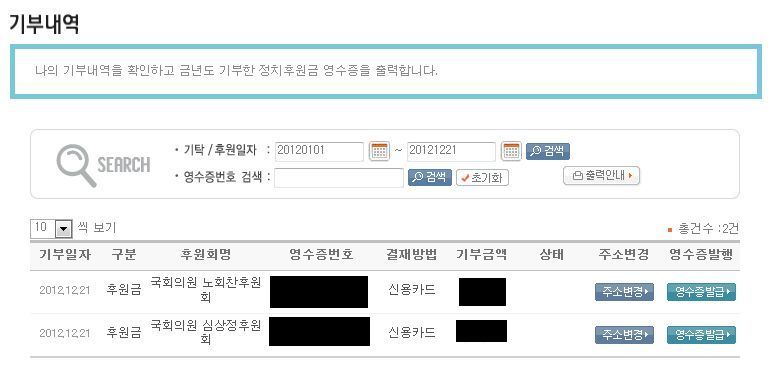 기부내역
나의 기부내역을 확인하고 금년도 기부한 정치후원금 영수증을 출력합니다.
SEARCH
• 기탁/후원일자 : 20120101 ~ 20121221 검색
• 영수증번호 검색 : 검색 초기화 출력안내
10 씩 보기 총건수 :2건
기부일자 구분 후원회명 영수증번호 결재방법 기부금액 상태 주소변경 영수증발행
2012.12.21 후원금 국회의원 노회찬후원회 신용카드 주소변경 영수증발급
2012.12.21 후원금 국회의원 심상정후원회 신용카드 주소변경 영수증발급